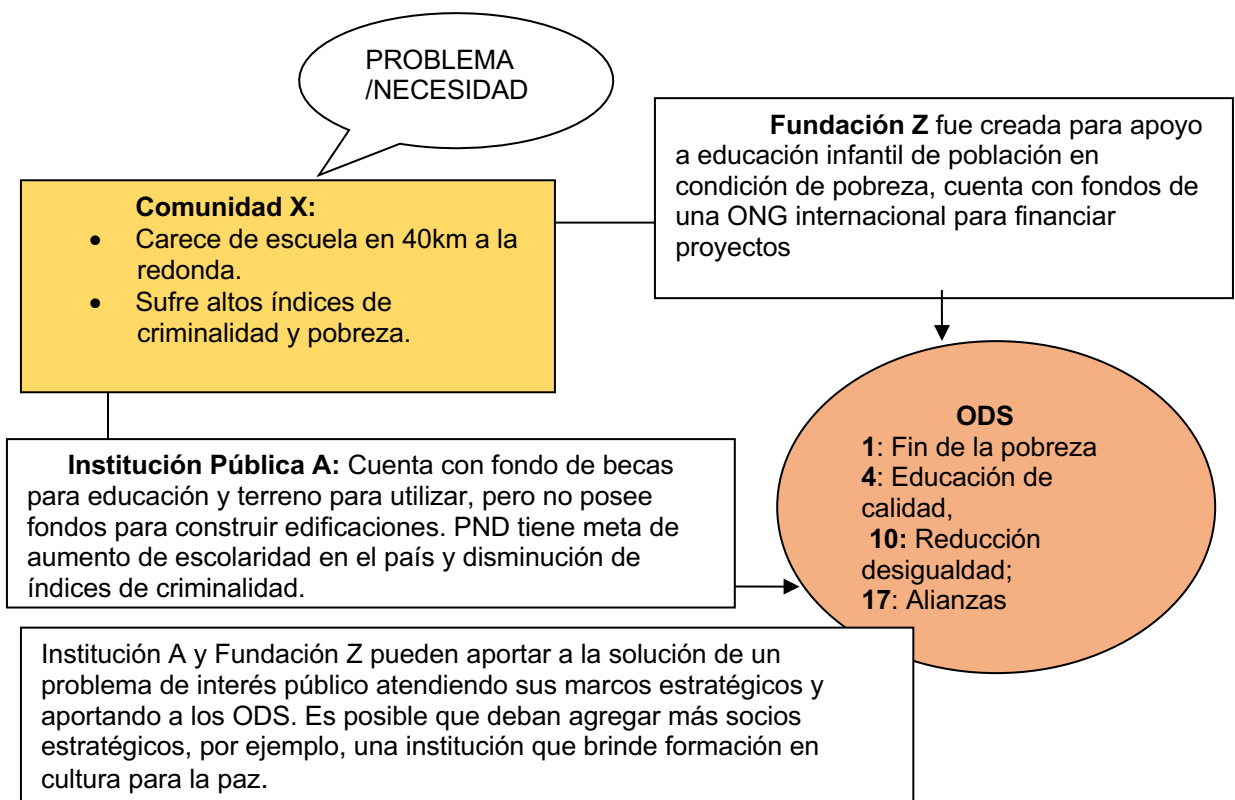 PROBLEMA
/NECESIDAD
Fundación Z fue creada para apoyo
a educación infantil de población en
condición de pobreza, cuenta con fondos de
una ONG internacional para financiar
proyectos
Comunidad X:
• Carece de escuela en 40km a la
redonda.
• Sufre altos índices de
criminalidad y pobreza.
ODS
1: Fin de la pobreza
4: Educación de
calidad,
10: Reducción
desigualdad;
17: Alianzas
Institución Pública A: Cuenta con fondo de becas
para educación y terreno para utilizar, pero no posee
fondos para construir edificaciones. PND tiene meta de
aumento de escolaridad en el país y disminución de
índices de criminalidad.
Institución A y Fundación Z pueden aportar a la solución de un
problema de interés público atendiendo sus marcos estratégicos y
aportando a los ODS. Es posible que deban agregar más socios
estratégicos, por ejemplo, una institución que brinde formación en
cultura para la paz.